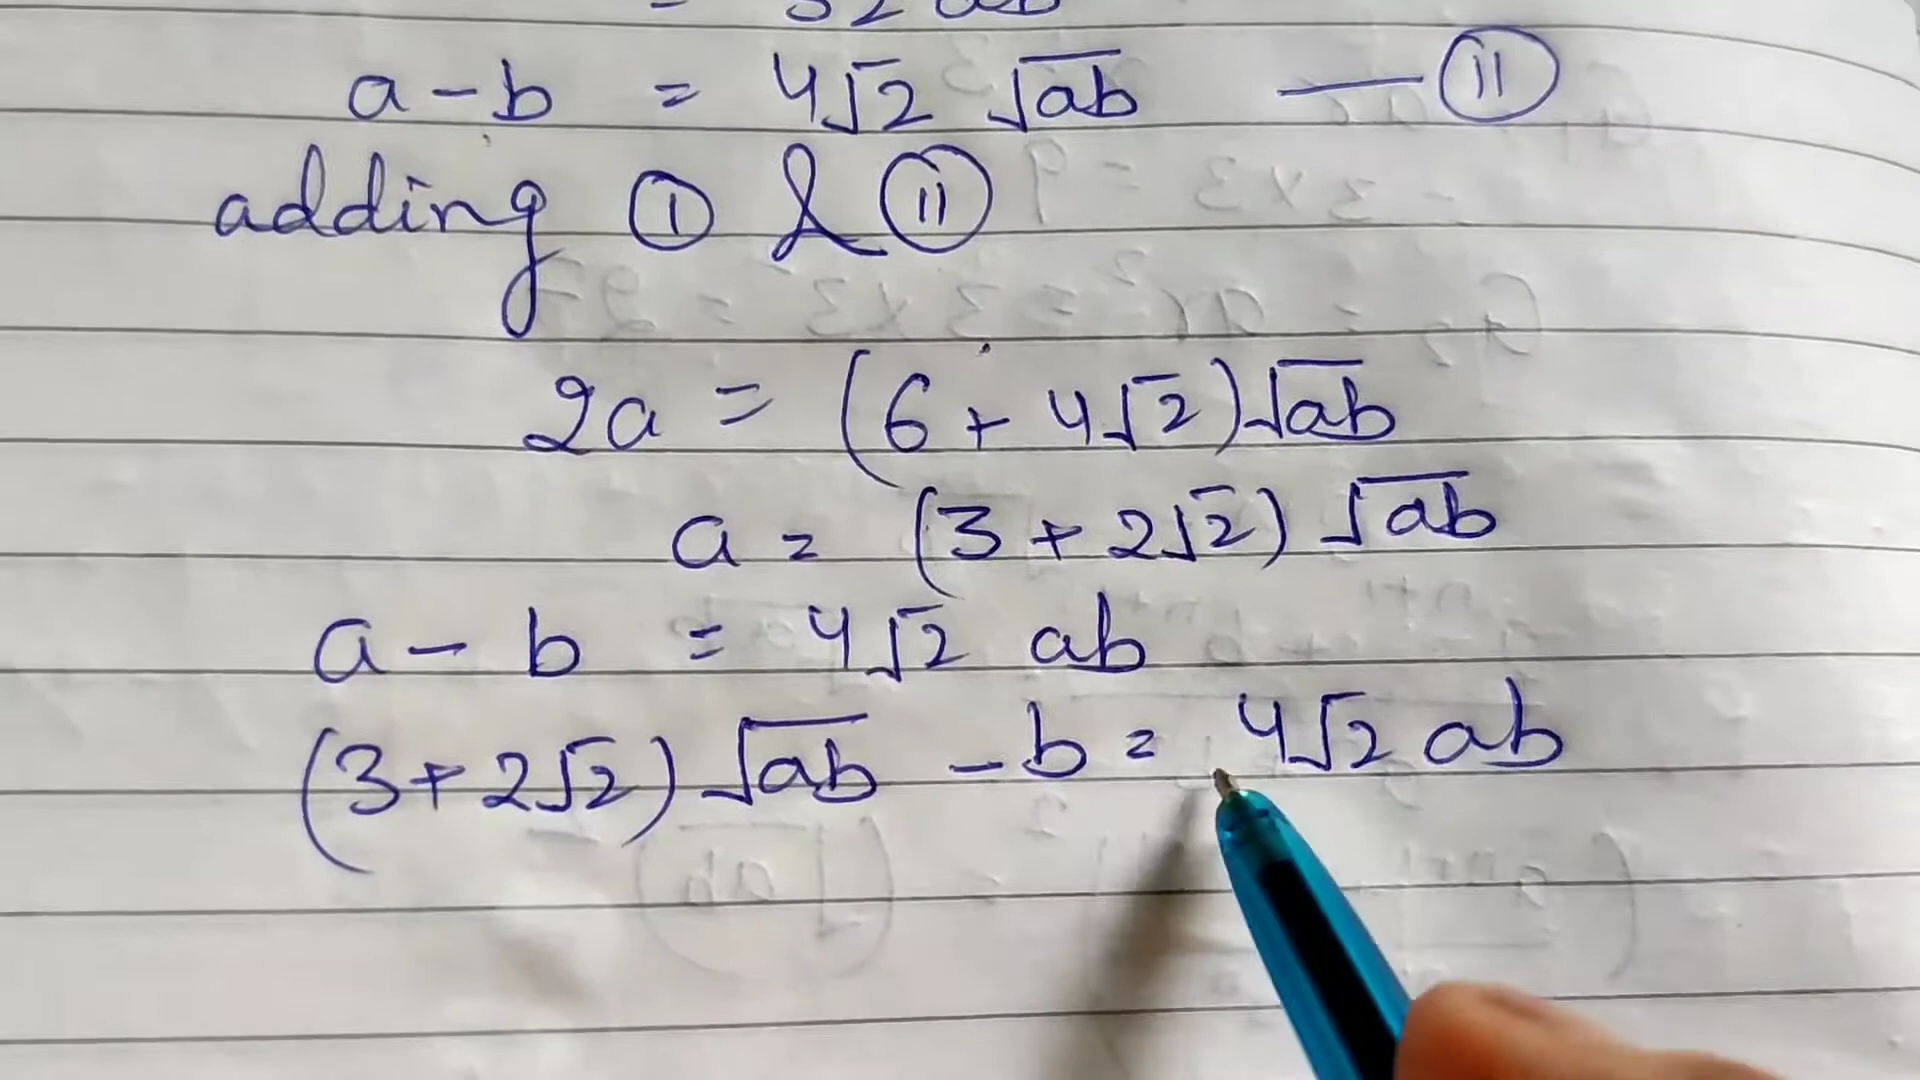 = 32ab
a - b = 4√2 √ab — (ii)
adding (i) & (ii)
2a = (6 + 4√2)√ab
a = (3 + 2√2) √ab
a - b = 4√2 ab
(3 + 2√2) √ab - b = 4√2 ab